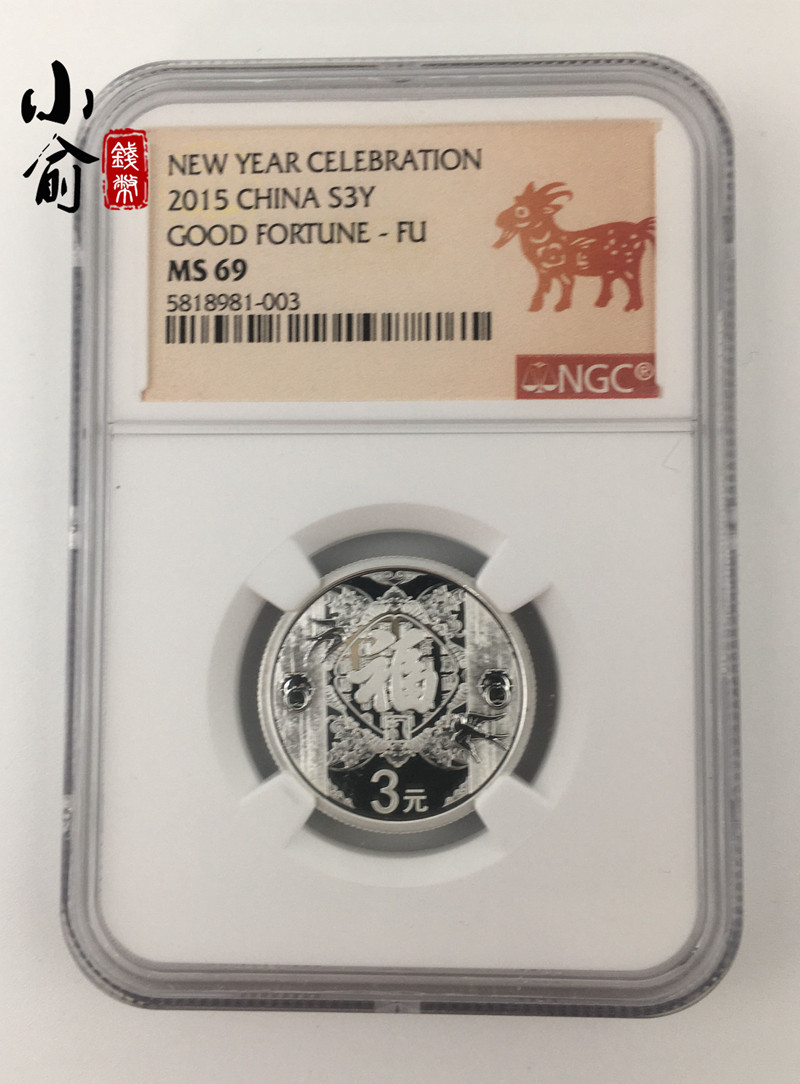 小俞
錢幣
NEW YEAR CELEBRATION
2015 CHINA S3Y
GOOD FORTUNE - FU
MS 69
5818981-003
NGC®
福
3元